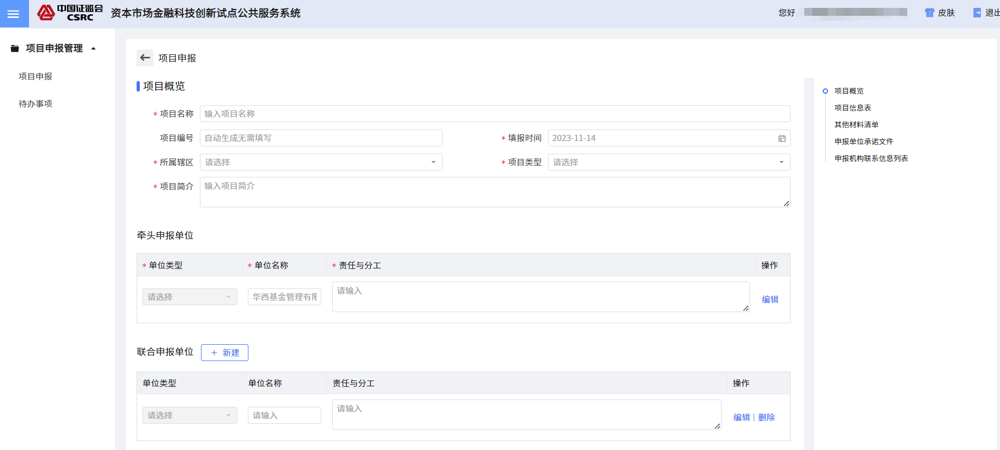 中国证监会
CSRC
资本市场金融科技创新试点公共服务系统
您好,
皮肤
退出
项目申报管理
项目申报
待办事项
项目申报
项目概览
* 项目名称 输入项目名称
项目编号 自动生成无需填写
* 填报时间 2023-11-14
* 所属辖区 请选择
* 项目类型 请选择
* 项目简介 输入项目简介
牵头申报单位
* 单位类型 * 单位名称 * 责任与分工 操作
请选择 华西基金管理有限 请输入 编辑
联合申报单位 + 新建
单位类型 单位名称 责任与分工 操作
请选择 请输入 请输入 编辑 | 删除
项目概览
项目信息表
其他材料清单
申报单位承诺文件
申报机构联系信息列表